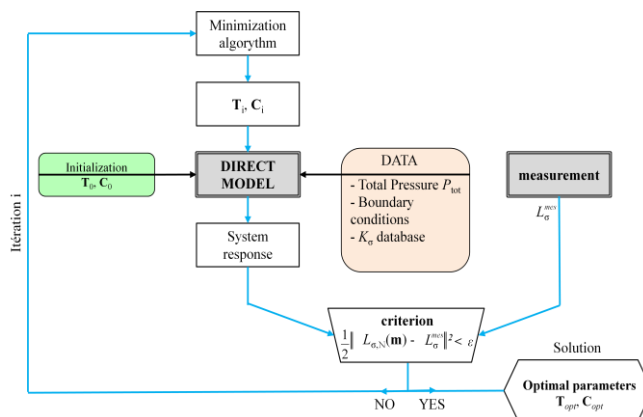 Minimization
algorythm
T_i, C_i
Initialization
T_0, C_0
DIRECT
MODEL
DATA
- Total Pressure P_tot
- Boundary
conditions
- K_σ database
measurement
L_σ^mes
System
response
Itération i
criterion
1/2 ‖ L_σ,N(m) - L_σ^mes ‖² < ε
NO
YES
Solution
Optimal parameters
T_opt, C_opt